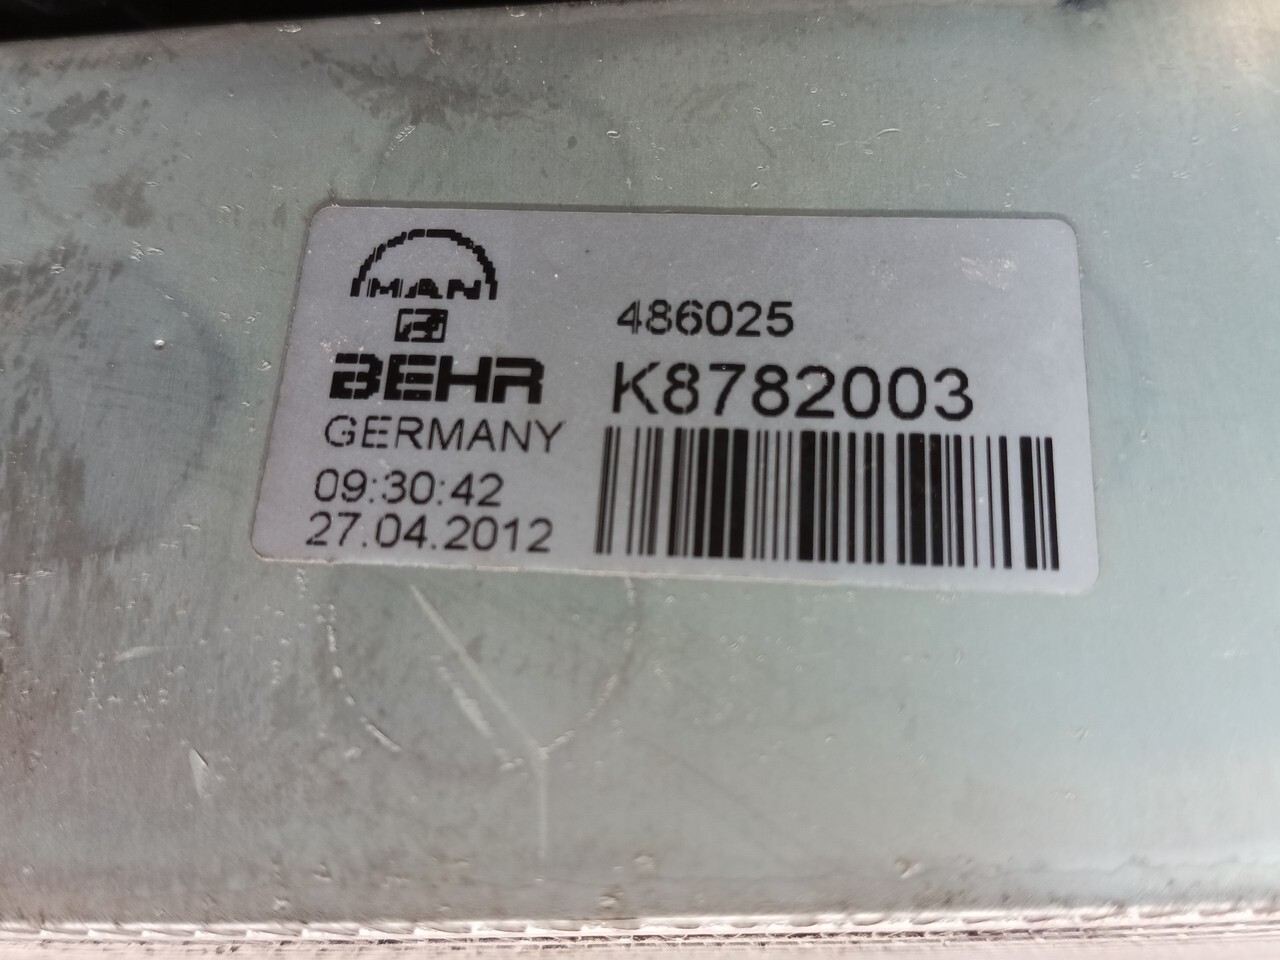 MAN
BEHR
GERMANY
09:30:42
27.04.2012
486025
K8782003